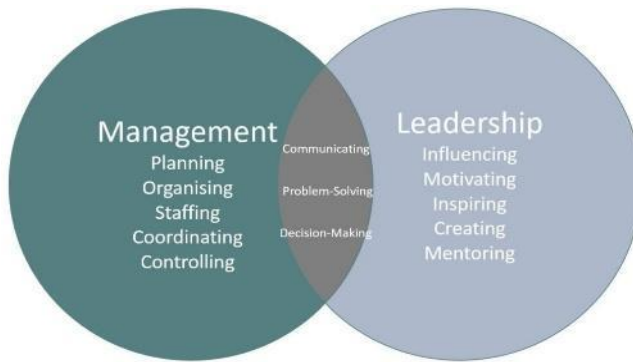 Management
Planning
Organising
Staffing
Coordinating
Controlling
Communicating
Problem-Solving
Decision-Making
Leadership
Influencing
Motivating
Inspiring
Creating
Mentoring